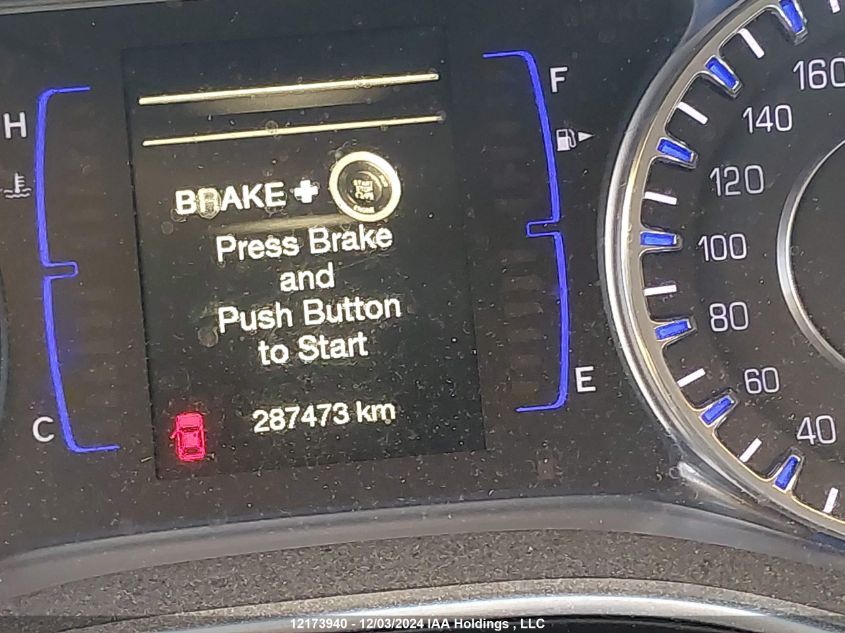 H
F
160
140
120
BRAKE +
START
100
Press Brake
and
Push Button
to Start
80
60
E
287473 km
C
40
12173940 - 12/03/2024 IAA Holdings , LLC